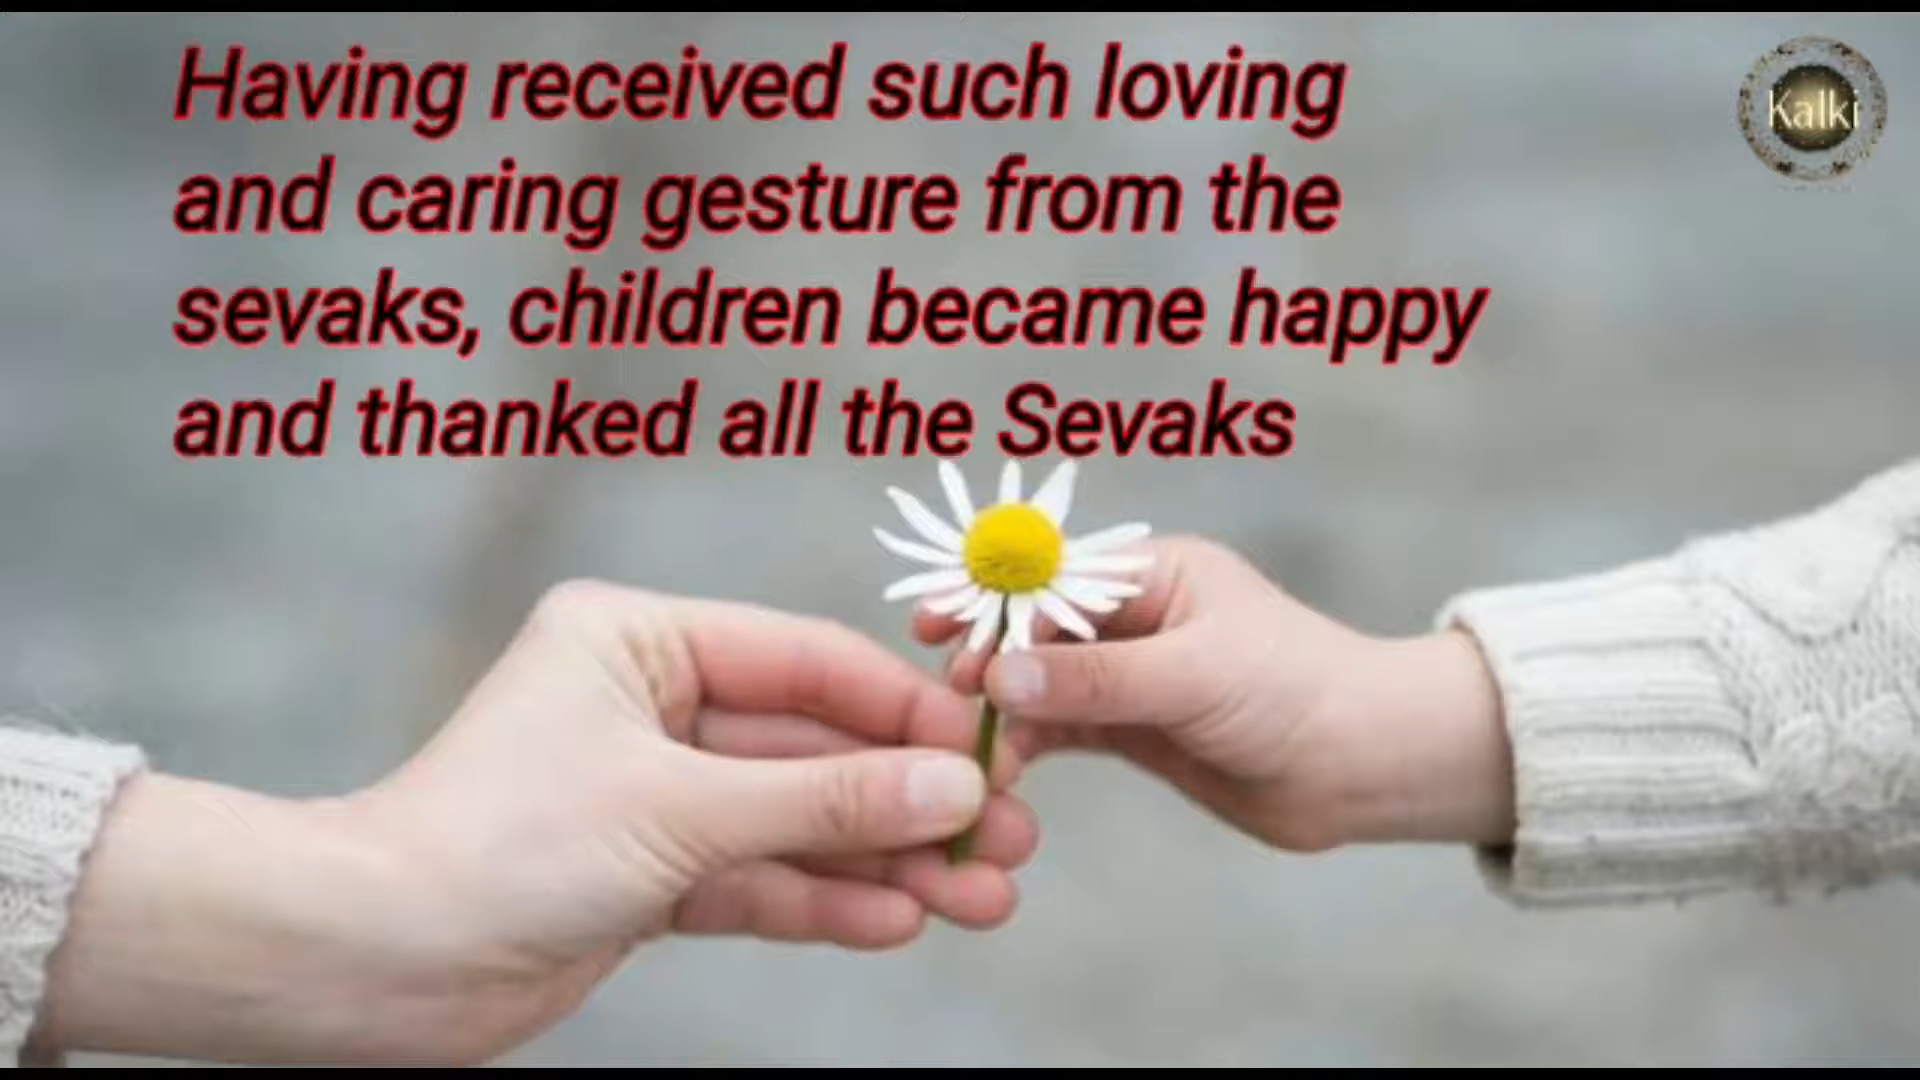 Having received such loving
and caring gesture from the
sevaks, children became happy
and thanked all the Sevaks
Kalki